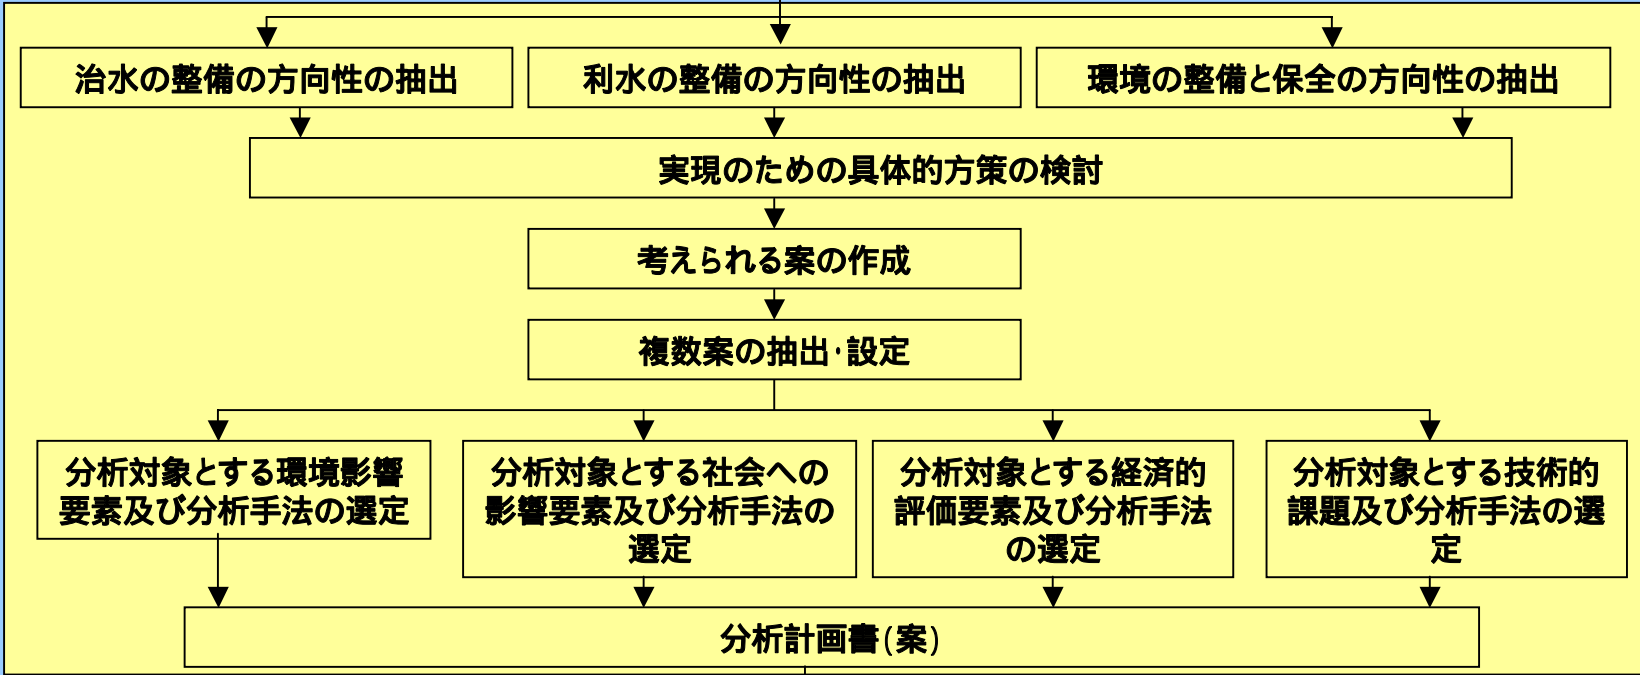 治水の整備の方向性の抽出
利水の整備の方向性の抽出
環境の整備と保全の方向性の抽出
実現のための具体的方策の検討
考えられる案の作成
複数案の抽出・設定
分析対象とする環境影響
要素及び分析手法の選定
分析対象とする社会への
影響要素及び分析手法の
選定
分析対象とする経済的
評価要素及び分析手法
の選定
分析対象とする技術的
課題及び分析手法の選
定
分析計画書(案)